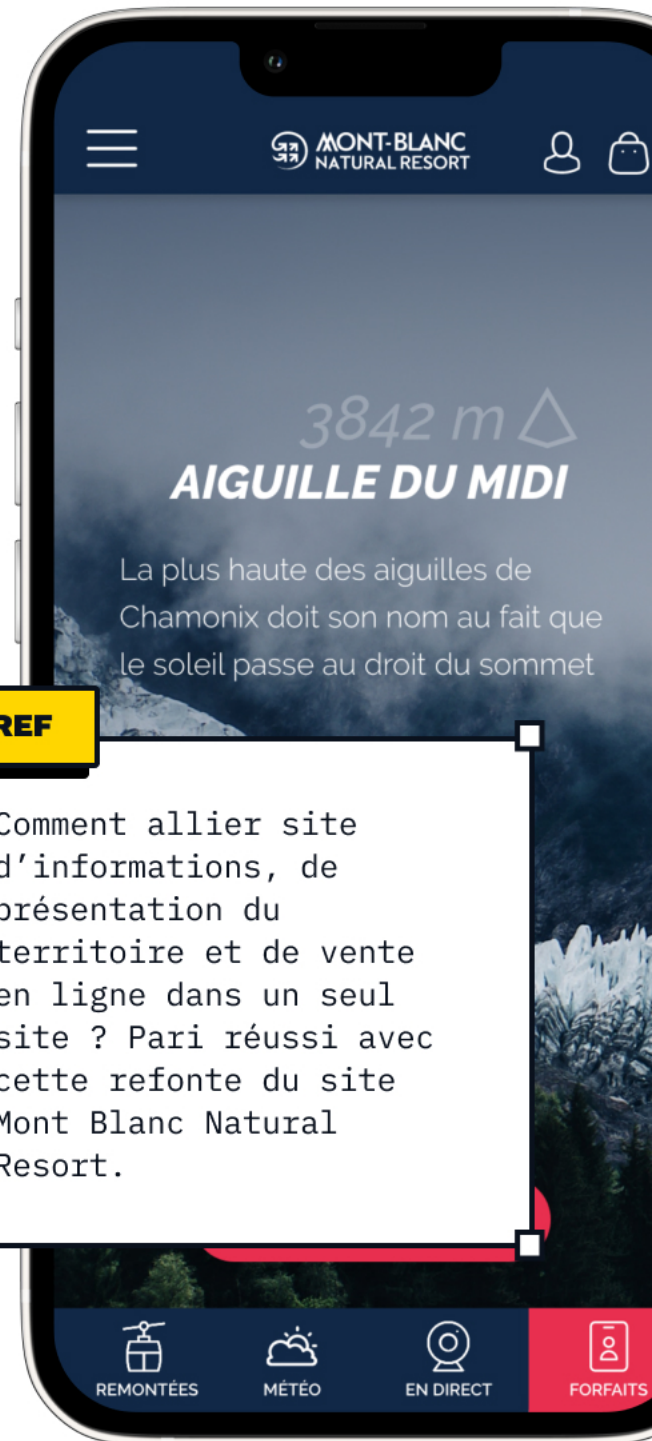 MONT-BLANC
NATURAL RESORT
3842 m
AIGUILLE DU MIDI
La plus haute des aiguilles de
Chamonix doit son nom au fait que
le soleil passe au droit du sommet
REF
Comment allier site
d’informations, de
présentation du
territoire et de vente
en ligne dans un seul
site ? Pari réussi avec
cette refonte du site
Mont Blanc Natural
Resort.
REMONTÉES
MÉTÉO
EN DIRECT
FORFAITS